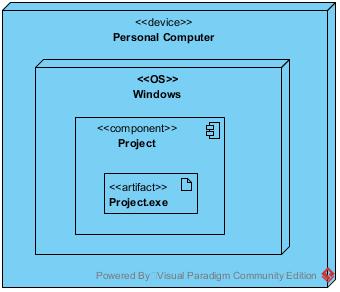 <<device>>
Personal Computer
<<OS>>
Windows
<<component>>
Project
<<artifact>>
Project.exe
Powered By Visual Paradigm Community Edition